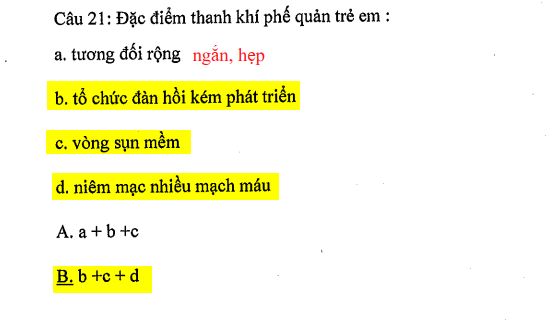 Câu 21: Đặc điểm thanh khí phế quản trẻ em :
a. tương đối rộng ngắn, hẹp
b. tổ chức đàn hồi kém phát triển
c. vòng sụn mềm
d. niêm mạc nhiều mạch máu
A. a + b +c
B. b +c + d